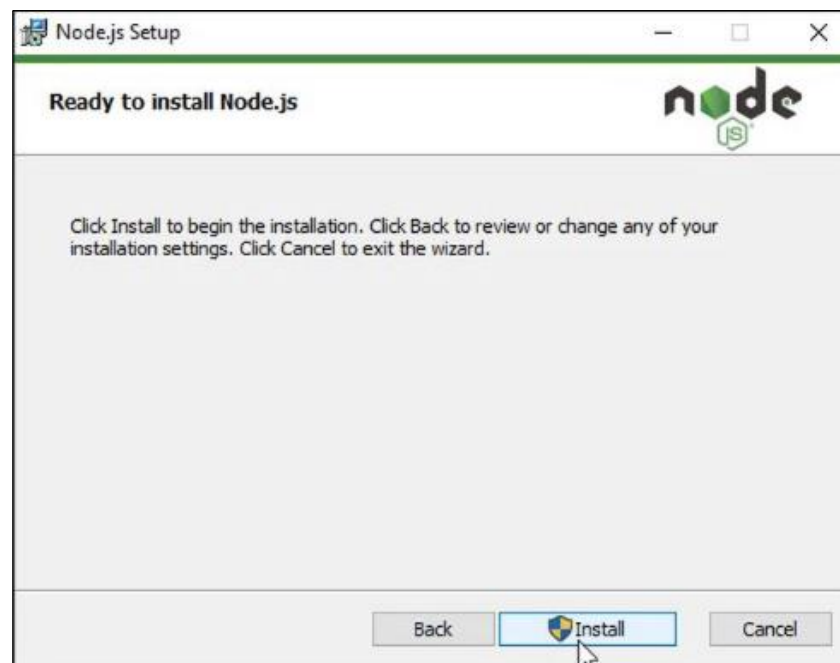 Node.js Setup
Ready to install Node.js
node
JS
Click Install to begin the installation. Click Back to review or change any of your
installation settings. Click Cancel to exit the wizard.
Back
Install
Cancel